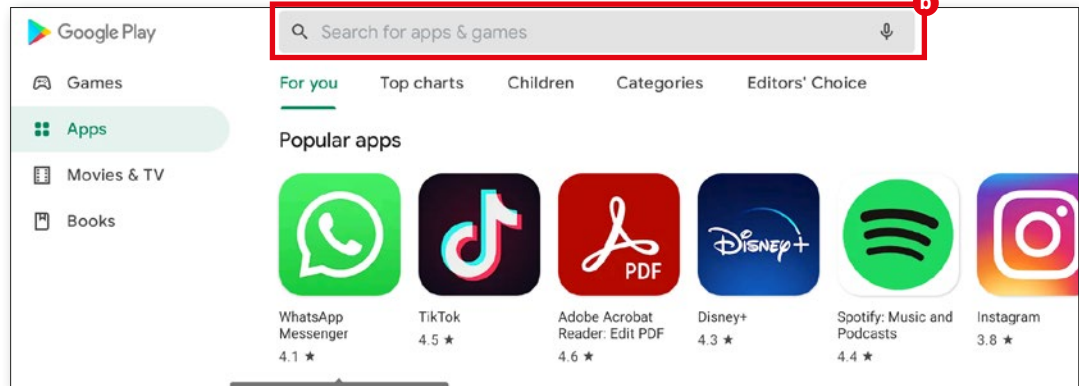 b
Google Play
Search for apps & games
Games
For you
Top charts
Children
Categories
Editors' Choice
Apps
Popular apps
Movies & TV
Books
PDF
Disney+
WhatsApp
Messenger
4.1 ★
TikTok
4.5 ★
Adobe Acrobat
Reader: Edit PDF
4.6 ★
Disney+
4.3 ★
Spotify: Music and
Podcasts
4.4 ★
Instagram
3.8 ★